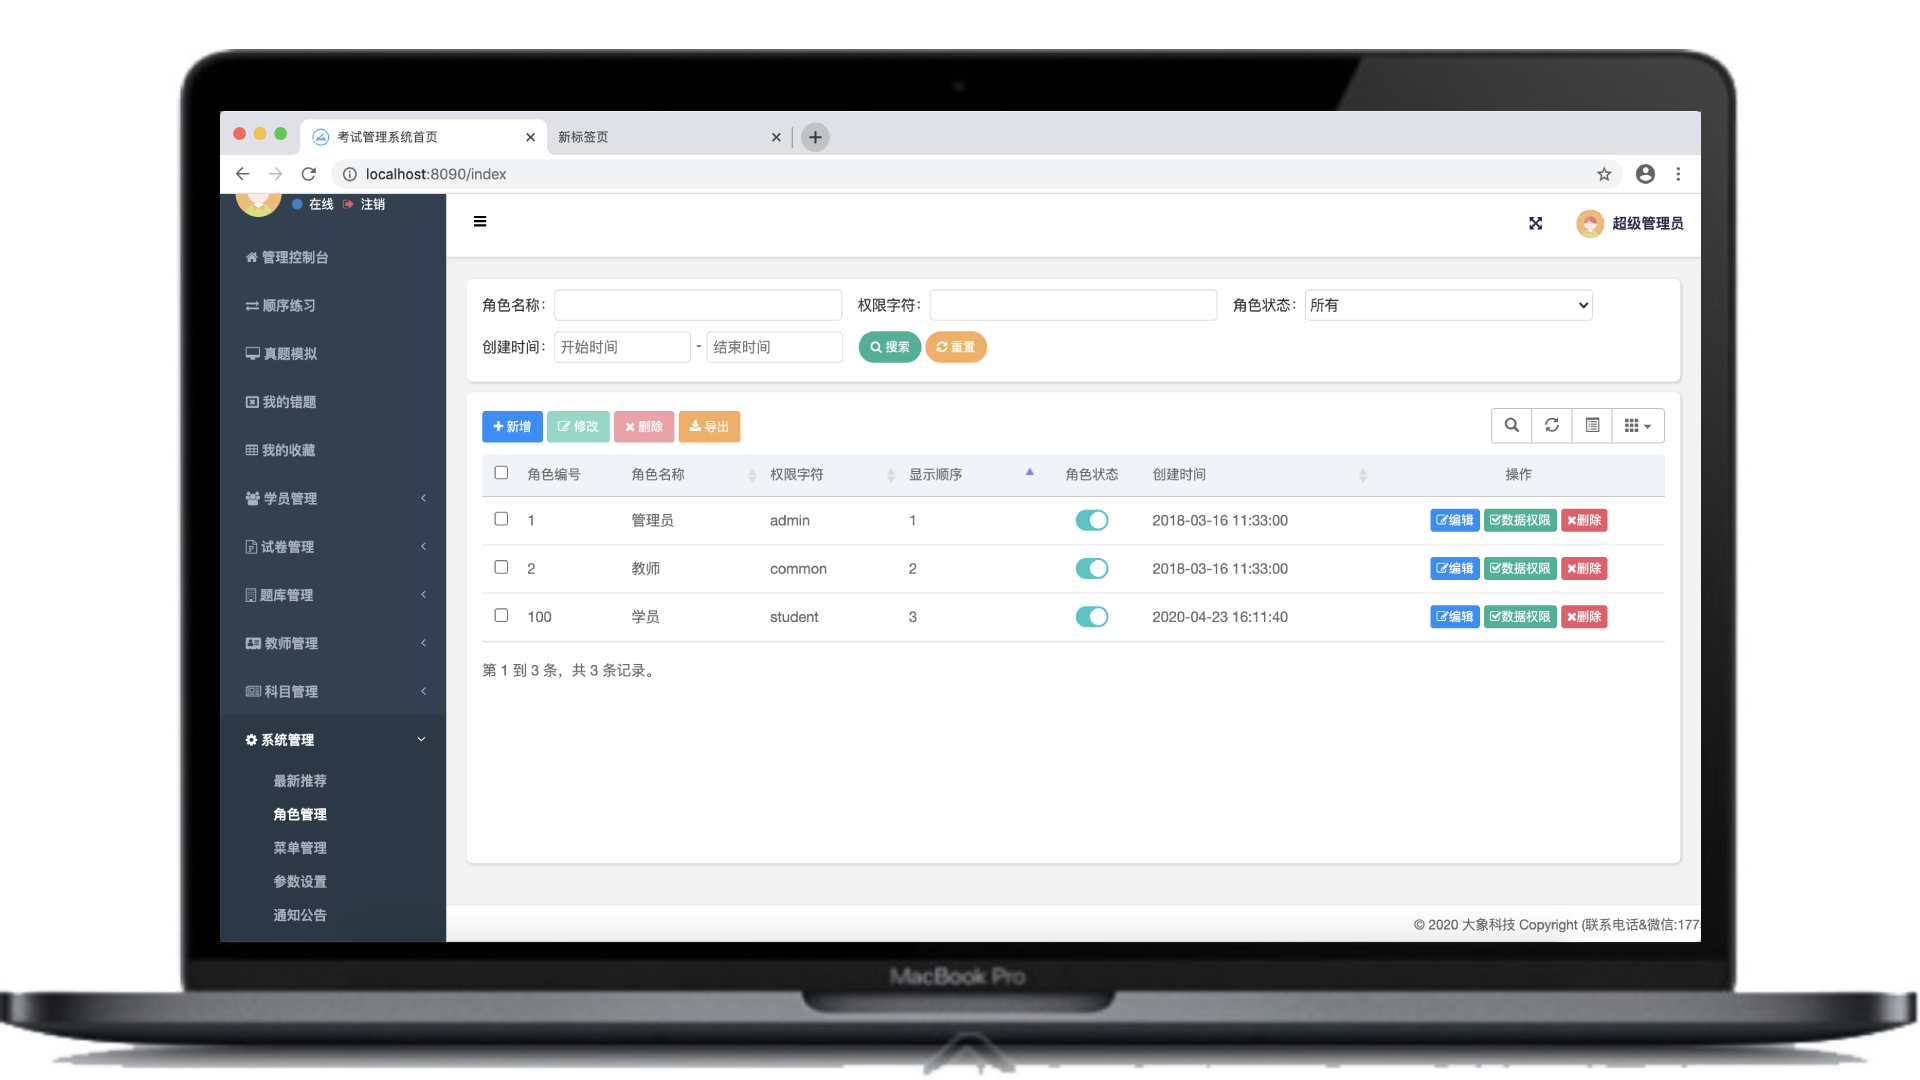 考试管理系统首页
新标签页
localhost:8090/index
在线 注销
超级管理员
管理控制台
顺序练习
真题模拟
我的错题
我的收藏
学员管理
试卷管理
题库管理
教师管理
科目管理
系统管理
最新推荐
角色管理
菜单管理
参数设置
通知公告
角色名称： 权限字符： 角色状态： 所有
创建时间： 开始时间 - 结束时间 搜索 重置
新增 修改 删除 导出
角色编号 角色名称 权限字符 显示顺序 角色状态 创建时间 操作
1 管理员 admin 1 2018-03-16 11:33:00 编辑 数据权限 删除
2 教师 common 2 2018-03-16 11:33:00 编辑 数据权限 删除
100 学员 student 3 2020-04-23 16:11:40 编辑 数据权限 删除
第 1 到 3 条，共 3 条记录。
© 2020 大象科技 Copyright (联系电话&微信:177
MacBook Pro